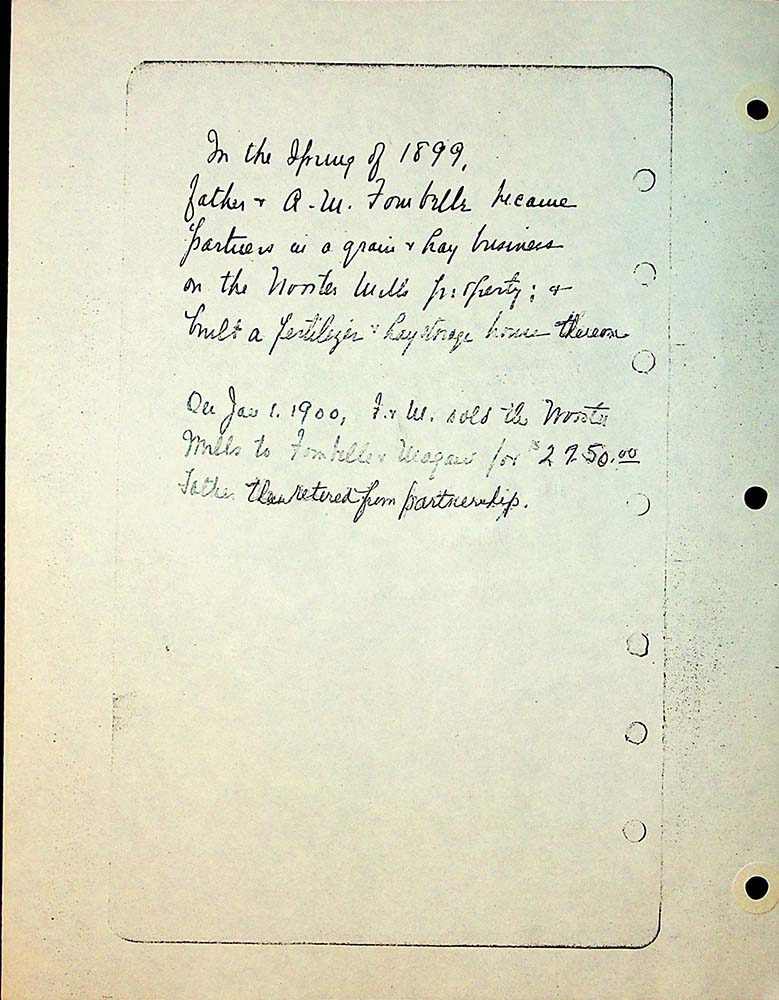 In the Spring of 1899,
father & A. M. Fombelle became
partners in a grain & hay business
on the Wooster Mills property; &
built a fertilizer & hay storage house thereon
On Jan 1. 1900, F. & M. sold the Wooster
Mills to Fombelle & Magaw for $2950.00
Father then retired from partnership.